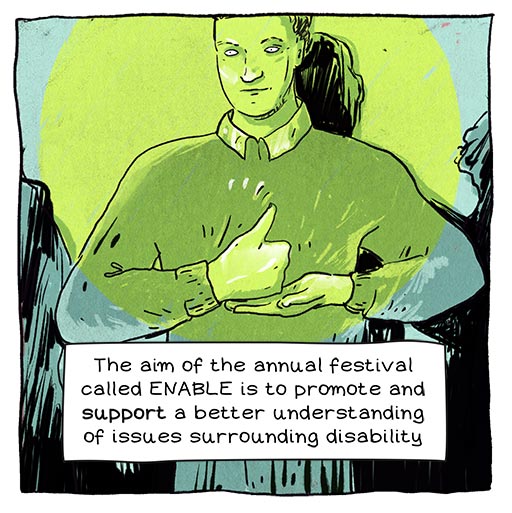 The aim of the annual festival
called ENABLE is to promote and
support a better understanding
of issues surrounding disability